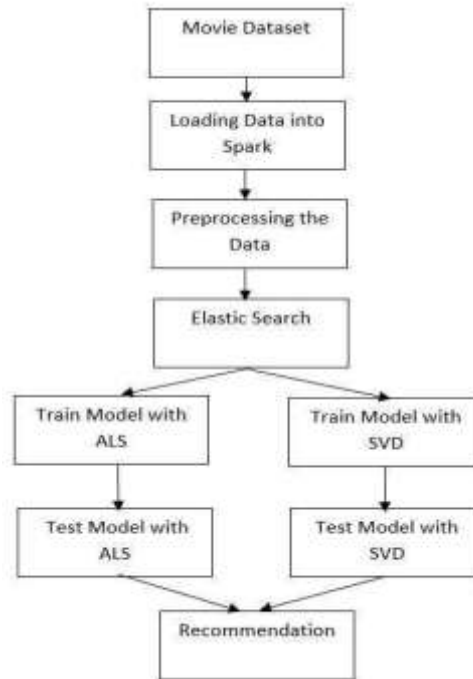 Movie Dataset
Loading Data into
Spark
Preprocessing the
Data
Elastic Search
Train Model with
ALS
Train Model with
SVD
Test Model with
ALS
Test Model with
SVD
Recommendation